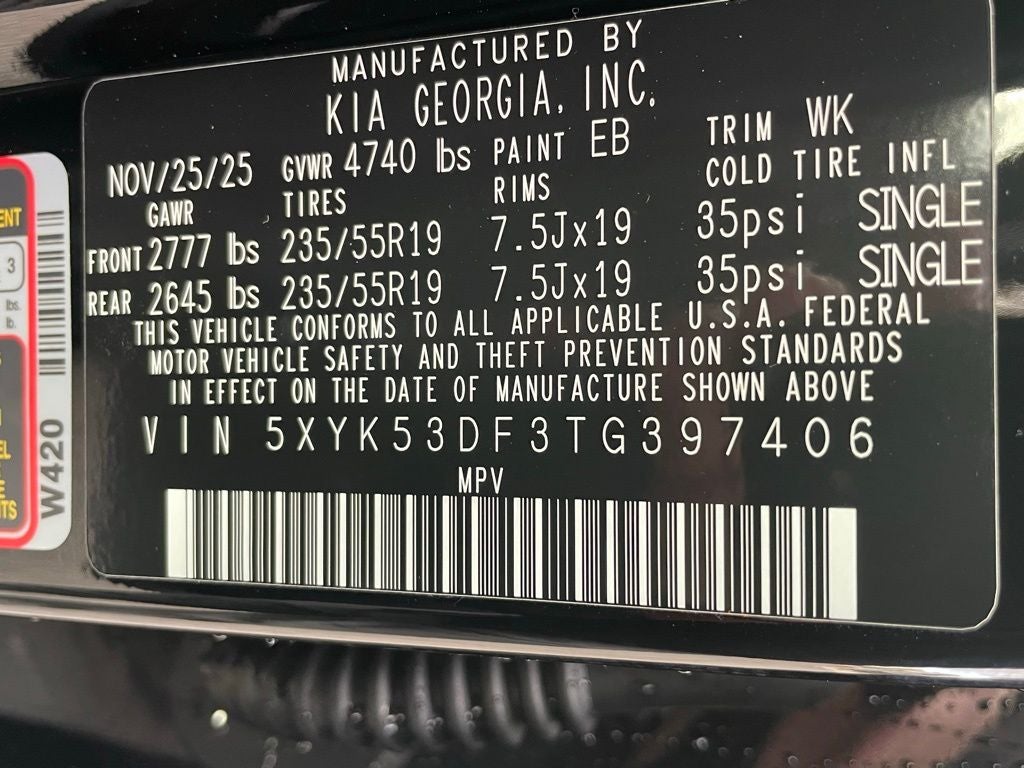 MANUFACTURED BY
KIA GEORGIA, INC.
NOV/25/25 GVWR 4740 lbs PAINT EB TRIM WK
GAWR TIRES RIMS COLD TIRE INFL
FRONT 2777 lbs 235/55R19 7.5Jx19 35psi SINGLE
REAR 2645 lbs 235/55R19 7.5Jx19 35psi SINGLE
THIS VEHICLE CONFORMS TO ALL APPLICABLE U.S.A. FEDERAL
MOTOR VEHICLE SAFETY AND THEFT PREVENTION STANDARDS
IN EFFECT ON THE DATE OF MANUFACTURE SHOWN ABOVE
VIN 5XYK53DF3TG397406
MPV
3
lbs.
lb.
W420